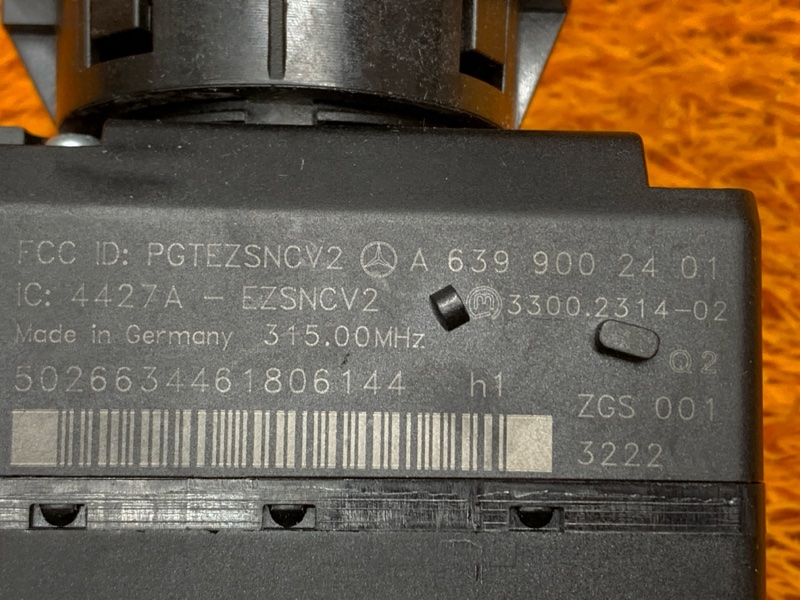 FCC ID: PGTEZSNCV2 A 639 900 24 01
IC: 4427A - EZSNCV2 3300.2314-02
Made in Germany 315.00MHz
Q2
5026634461806144 h1
ZGS 001
3222